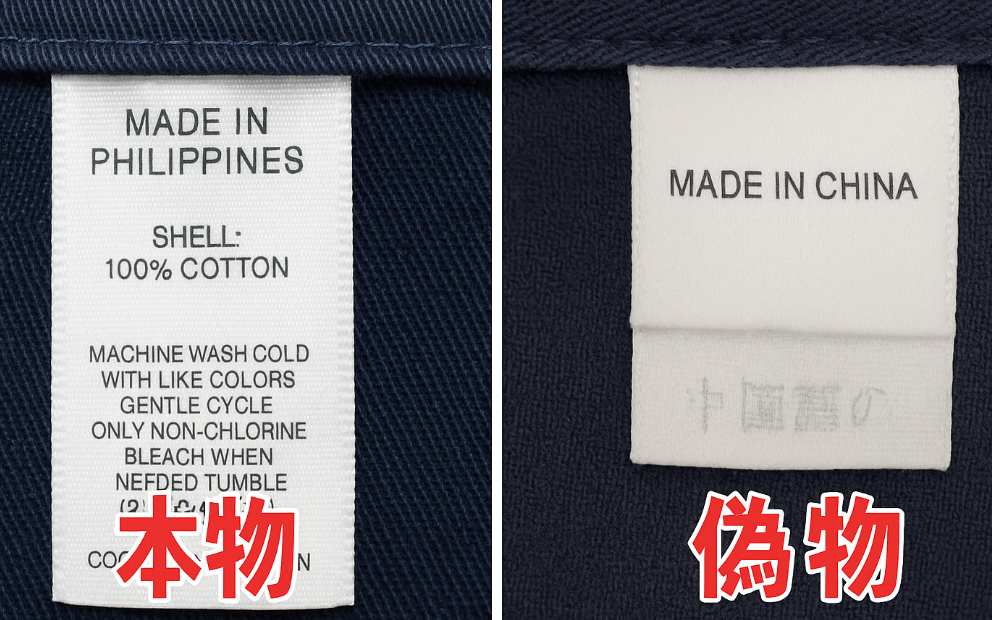 MADE IN
PHILIPPINES
SHELL:
100% COTTON
MACHINE WASH COLD
WITH LIKE COLORS
GENTLE CYCLE
ONLY NON-CHLORINE
BLEACH WHEN
NEFDED TUMBLE
本物
MADE IN CHINA
偽物